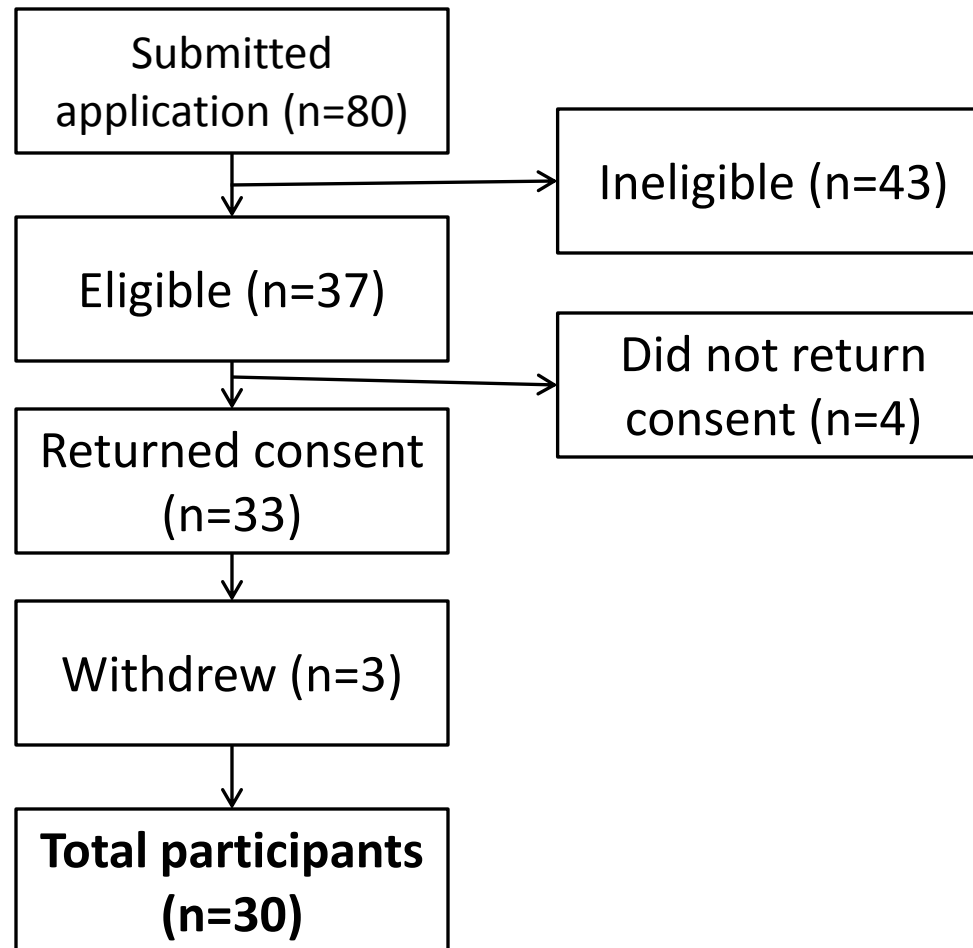 Submitted
application (n=80)
Ineligible (n=43)
Eligible (n=37)
Did not return
consent (n=4)
Returned consent
(n=33)
Withdrew (n=3)
Total participants
(n=30)